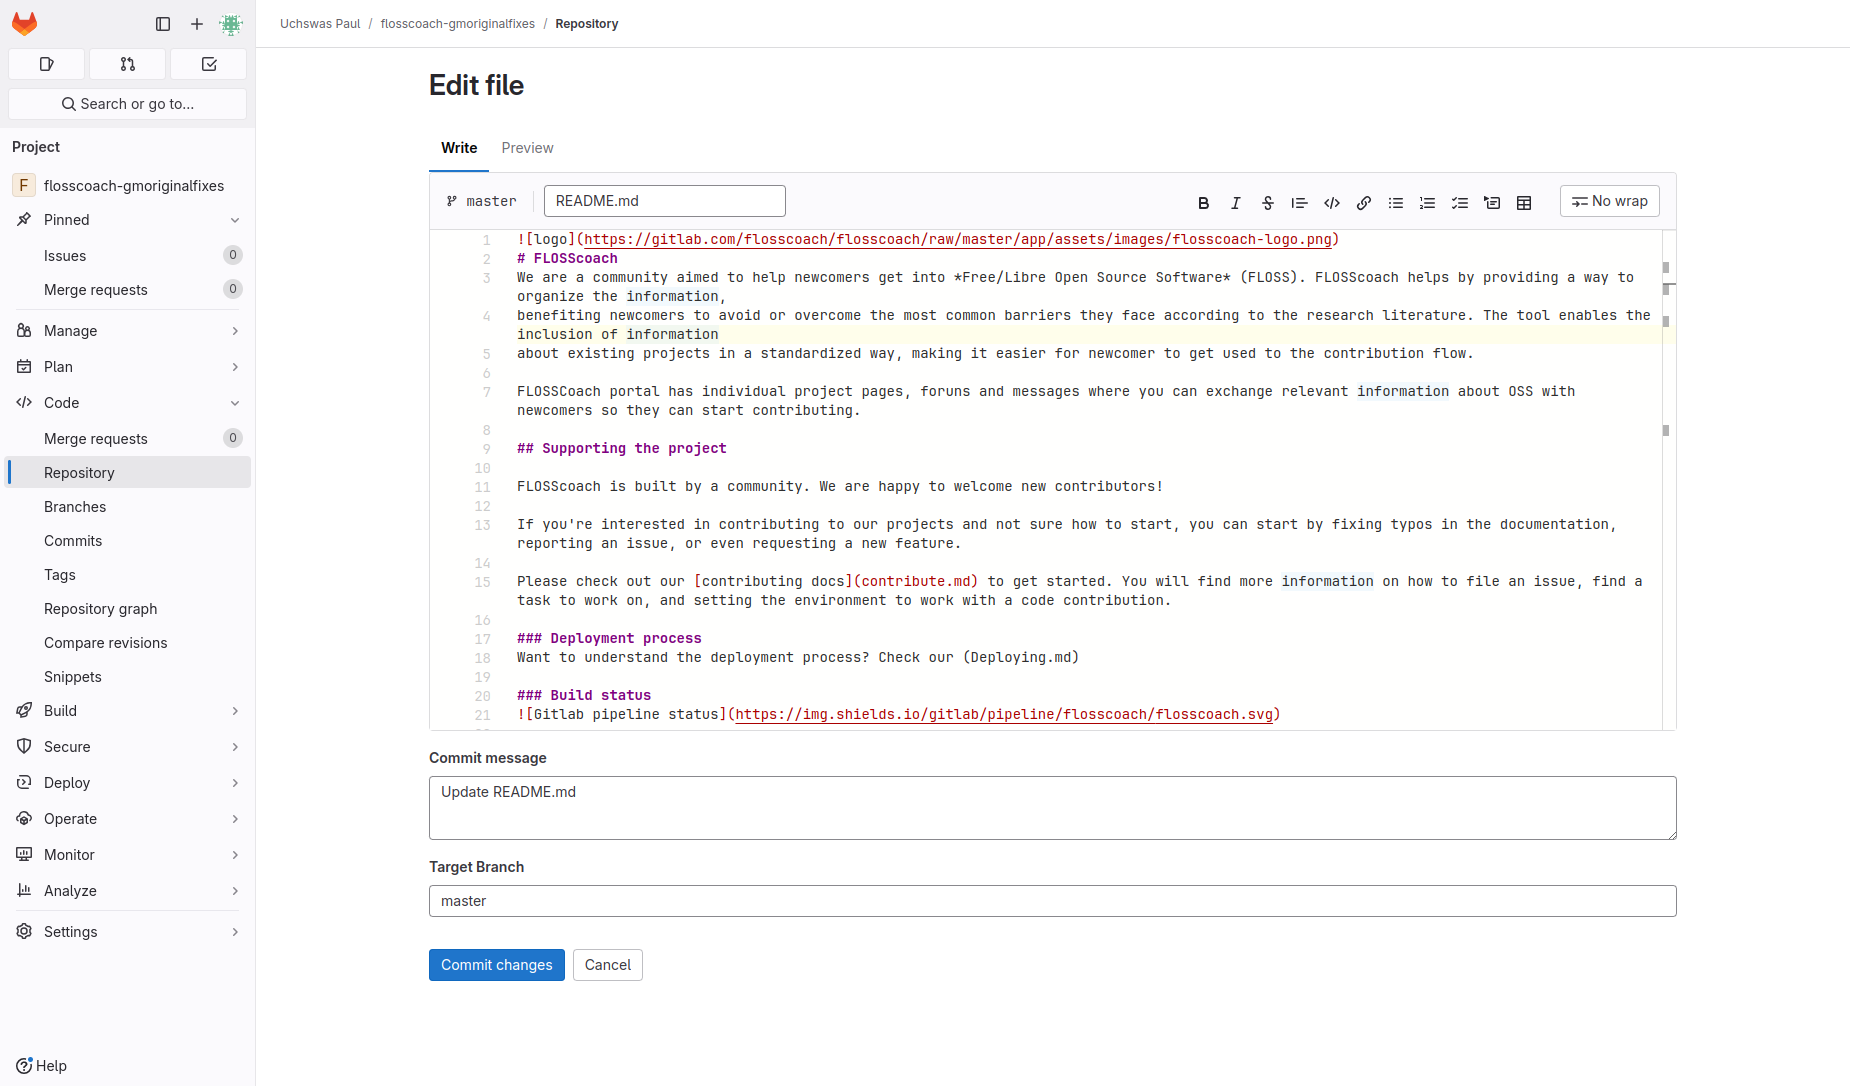 Uchswas Paul / flosscoach-gmoriginalfixes / Repository
Search or go to...
Project
F flosscoach-gmoriginalfixes
Pinned
Issues 0
Merge requests 0
Manage
Plan
Code
Merge requests 0
Repository
Branches
Commits
Tags
Repository graph
Compare revisions
Snippets
Build
Secure
Deploy
Operate
Monitor
Analyze
Settings
Help
Edit file
Write Preview
master README.md No wrap
1 ![logo](https://gitlab.com/flosscoach/flosscoach/raw/master/app/assets/images/flosscoach-logo.png)
2 # FLOSScoach
3 We are a community aimed to help newcomers get into *Free/Libre Open Source Software* (FLOSS). FLOSScoach helps by providing a way to
organize the information,
4 benefiting newcomers to avoid or overcome the most common barriers they face according to the research literature. The tool enables the
inclusion of information
5 about existing projects in a standardized way, making it easier for newcomer to get used to the contribution flow.
6
7 FLOSSCoach portal has individual project pages, foruns and messages where you can exchange relevant information about OSS with
newcomers so they can start contributing.
8
9 ## Supporting the project
10
11 FLOSScoach is built by a community. We are happy to welcome new contributors!
12
13 If you're interested in contributing to our projects and not sure how to start, you can start by fixing typos in the documentation,
reporting an issue, or even requesting a new feature.
14
15 Please check out our [contributing docs](contribute.md) to get started. You will find more information on how to file an issue, find a
task to work on, and setting the environment to work with a code contribution.
16
17 ### Deployment process
18 Want to understand the deployment process? Check our (Deploying.md)
19
20 ### Build status
21 ![Gitlab pipeline status](https://img.shields.io/gitlab/pipeline/flosscoach/flosscoach.svg)
Commit message
Update README.md
Target Branch
master
Commit changes Cancel